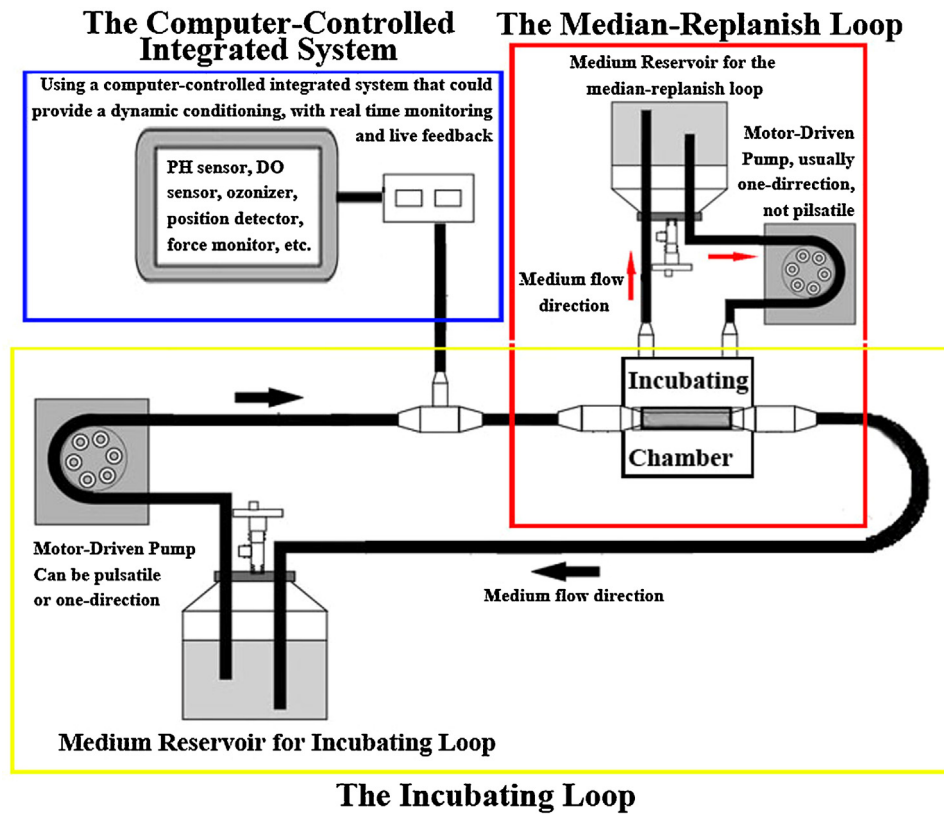 The Computer-Controlled
Integrated System
Using a computer-controlled integrated system that could
provide a dynamic conditioning, with real time monitoring
and live feedback
PH sensor, DO
sensor, ozonizer,
position detector,
force monitor, etc.
The Median-Replanish Loop
Medium Reservoir for the
median-replanish loop
Motor-Driven
Pump, usually
one-dirrection,
not pilsatile
Medium flow
direction
Incubating
Chamber
Motor-Driven Pump
Can be pulsatile
or one-direction
Medium flow direction
Medium Reservoir for Incubating Loop
The Incubating Loop